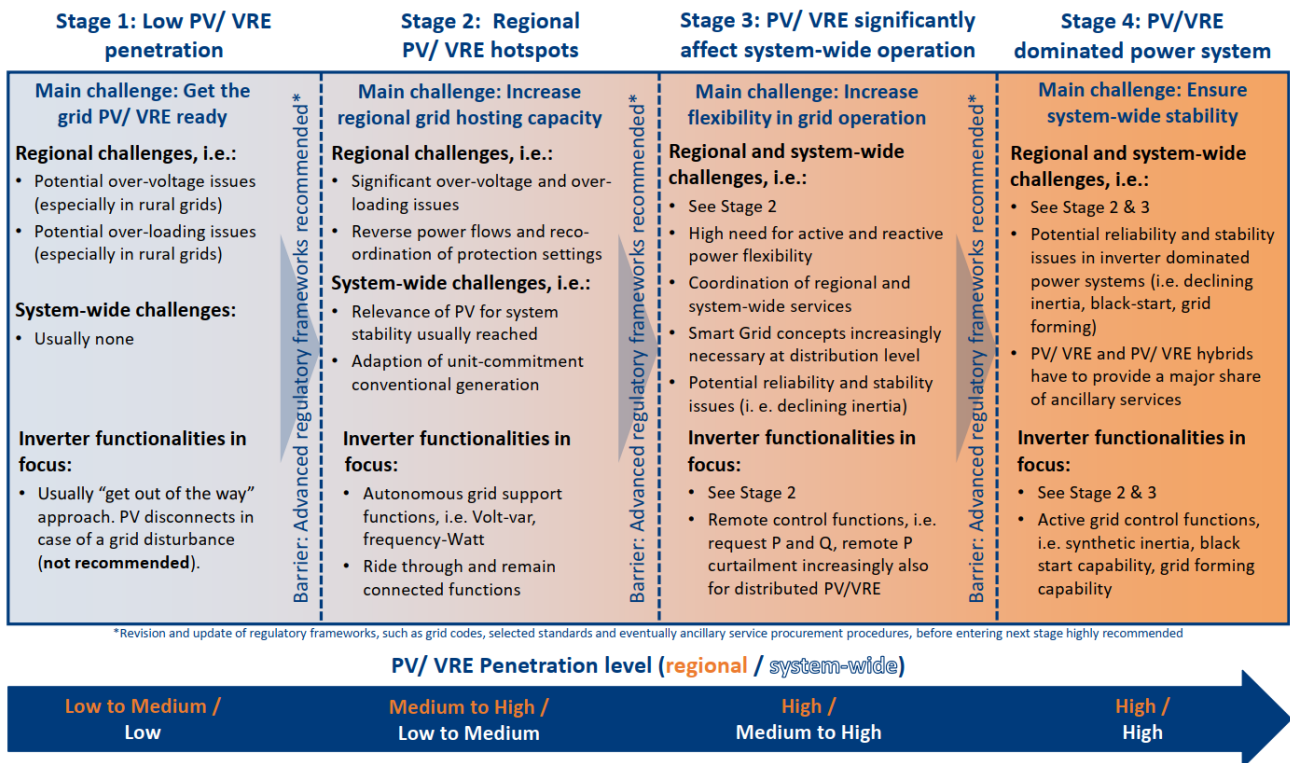 Stage 1: Low PV/ VRE
penetration
Main challenge: Get the
grid PV/ VRE ready
Regional challenges, i.e.:
• Potential over-voltage issues
(especially in rural grids)
• Potential over-loading issues
(especially in rural grids)
System-wide challenges:
• Usually none
Inverter functionalities in
focus:
• Usually “get out of the way”
approach. PV disconnects in
case of a grid disturbance
(not recommended).
Barrier: Advanced regulatory frameworks recommended*
Stage 2: Regional
PV/ VRE hotspots
Main challenge: Increase
regional grid hosting capacity
Regional challenges, i.e.:
• Significant over-voltage and over-
loading issues
• Reverse power flows and reco-
ordination of protection settings
System-wide challenges, i.e.:
• Relevance of PV for system
stability usually reached
• Adaption of unit-commitment
conventional generation
Inverter functionalities in
focus:
• Autonomous grid support
functions, i.e. Volt-var,
frequency-Watt
• Ride through and remain
connected functions
Barrier: Advanced regulatory frameworks recommended*
Stage 3: PV/ VRE significantly
affect system-wide operation
Main challenge: Increase
flexibility in grid operation
Regional and system-wide
challenges, i.e.:
• See Stage 2
• High need for active and reactive
power flexibility
• Coordination of regional and
system-wide services
• Smart Grid concepts increasingly
necessary at distribution level
• Potential reliability and stability
issues (i. e. declining inertia)
Inverter functionalities in
focus:
• See Stage 2
• Remote control functions, i.e.
request P and Q, remote P
curtailment increasingly also
for distributed PV/VRE
Barrier: Advanced regulatory frameworks recommended*
Stage 4: PV/VRE
dominated power system
Main challenge: Ensure
system-wide stability
Regional and system-wide
challenges, i.e.:
• See Stage 2 & 3
• Potential reliability and stability
issues in inverter dominated
power systems (i.e. declining
inertia, black-start, grid
forming)
• PV/ VRE and PV/ VRE hybrids
have to provide a major share
of ancillary services
Inverter functionalities in
focus:
• See Stage 2 & 3
• Active grid control functions,
i.e. synthetic inertia, black
start capability, grid forming
capability
*Revision and update of regulatory frameworks, such as grid codes, selected standards and eventually ancillary service procurement procedures, before entering next stage highly recommended
PV/ VRE Penetration level (regional / system-wide)
Low to Medium /
Low
Medium to High /
Low to Medium
High /
Medium to High
High /
High